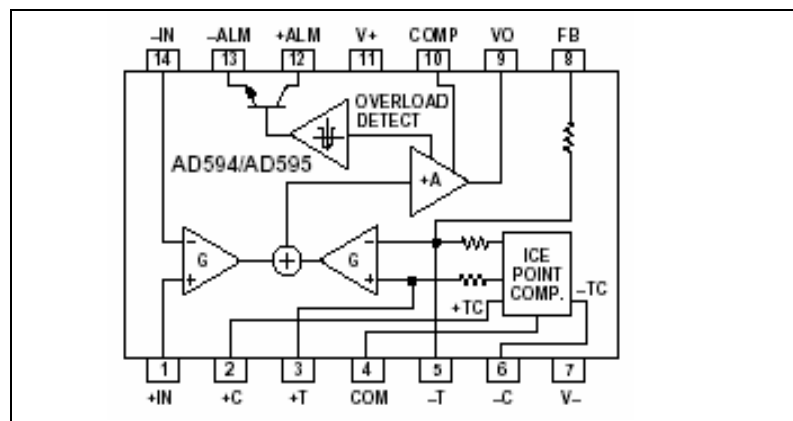 –IN –ALM +ALM V+ COMP VO FB
14 13 12 11 10 9 8
OVERLOAD
DETECT
AD594/AD595
+A
– –
G G
+ +
ICE
POINT
COMP.
+TC
–TC
1 2 3 4 5 6 7
+IN +C +T COM –T –C V–